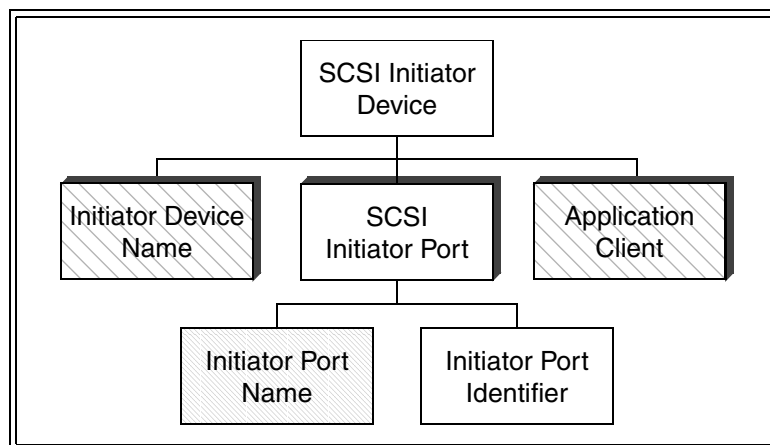 SCSI Initiator
Device
Initiator Device
Name
SCSI
Initiator Port
Application
Client
Initiator Port
Name
Initiator Port
Identifier